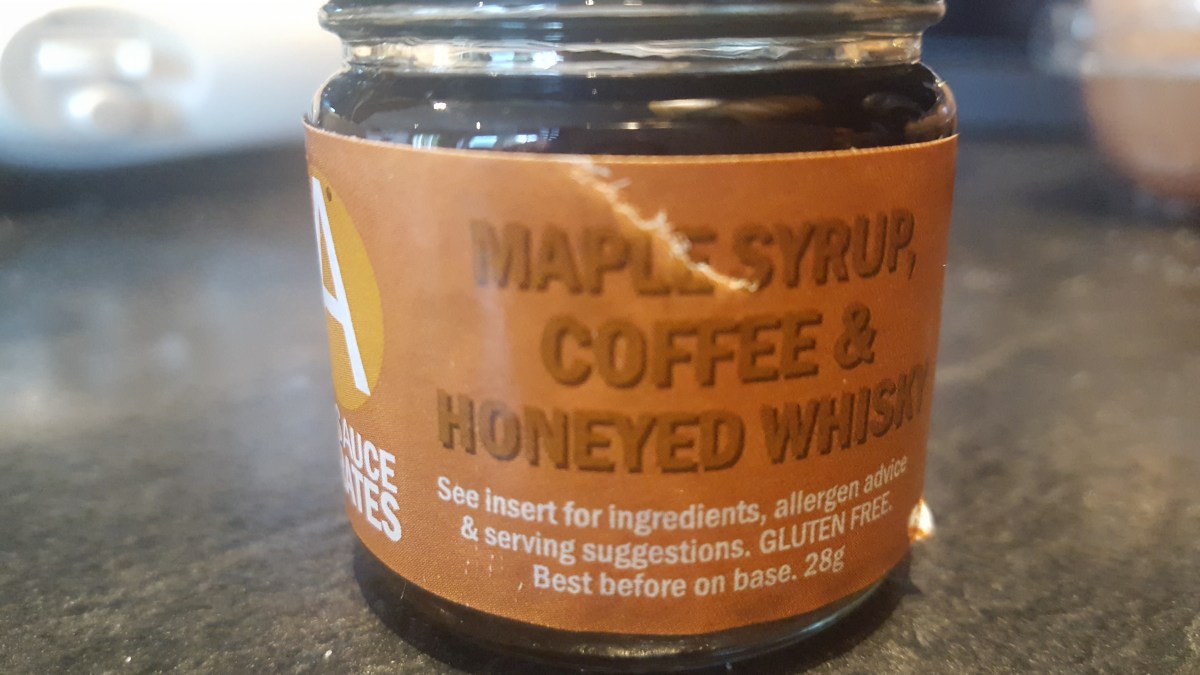 A
SAUCE
MAPLE SYRUP,
COFFEE &
HONEYED WHISKY
See insert for ingredients, allergen advice
& serving suggestions. GLUTEN FREE.
Best before on base. 28g